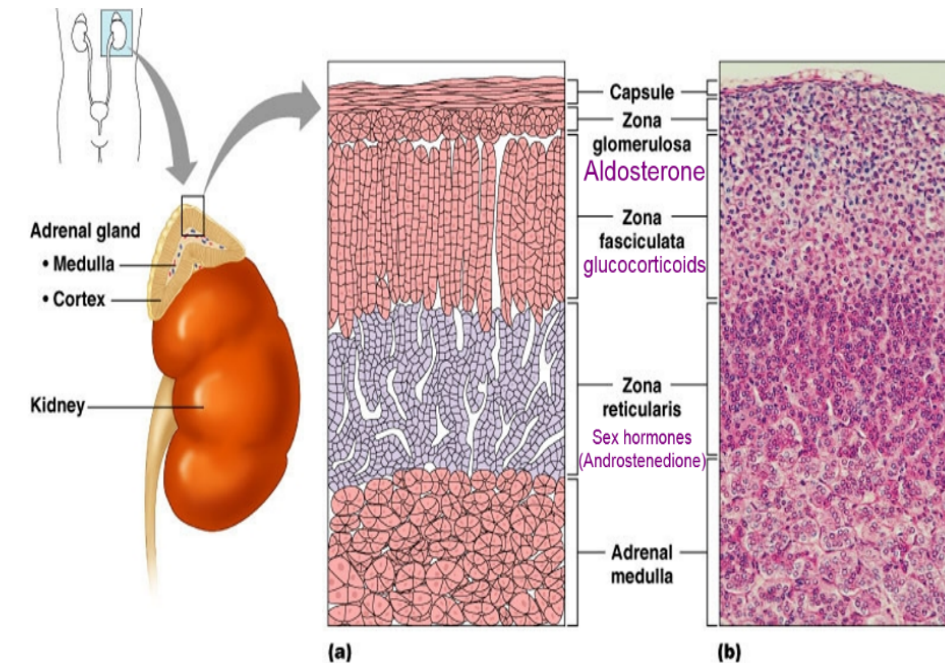 Adrenal gland
• Medulla
• Cortex
Kidney
Capsule
Zona
glomerulosa
Aldosterone
Zona
fasciculata
glucocorticoids
Zona
reticularis
Sex hormones
(Androstenedione)
Adrenal
medulla
(a)
(b)